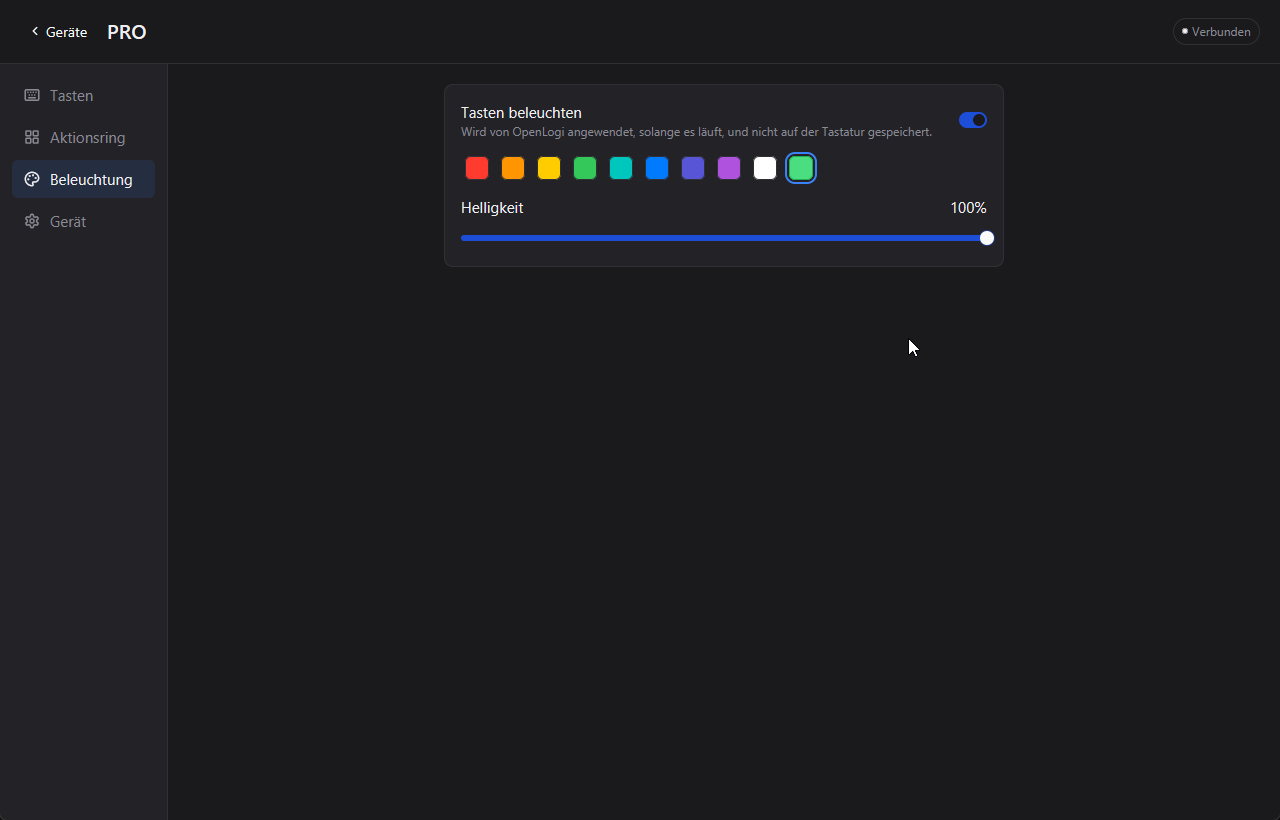 Geräte
PRO
Verbunden
Tasten
Aktionsring
Beleuchtung
Gerät
Tasten beleuchten
Wird von OpenLogi angewendet, solange es läuft, und nicht auf der Tastatur gespeichert.
Helligkeit
100%